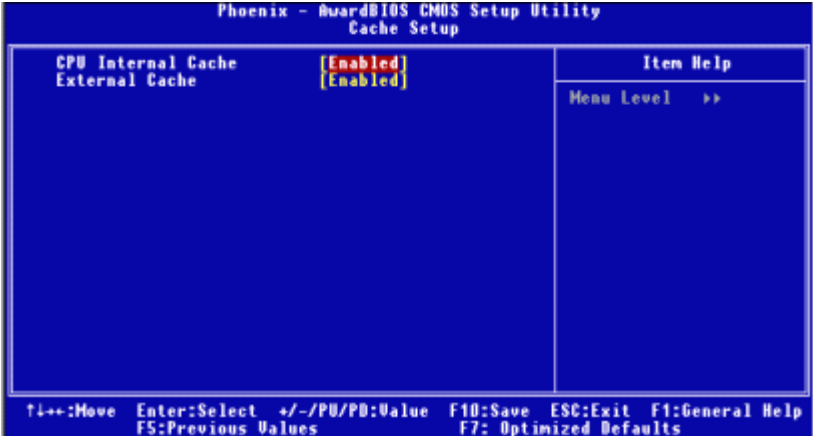 Phoenix - AwardBIOS CMOS Setup Utility
Cache Setup
CPU Internal Cache [Enabled]
External Cache [Enabled]
Item Help
Menu Level ►►
↑↓→←:Move Enter:Select +/-/PU/PD:Value F10:Save ESC:Exit F1:General Help
F5:Previous Values F7: Optimized Defaults